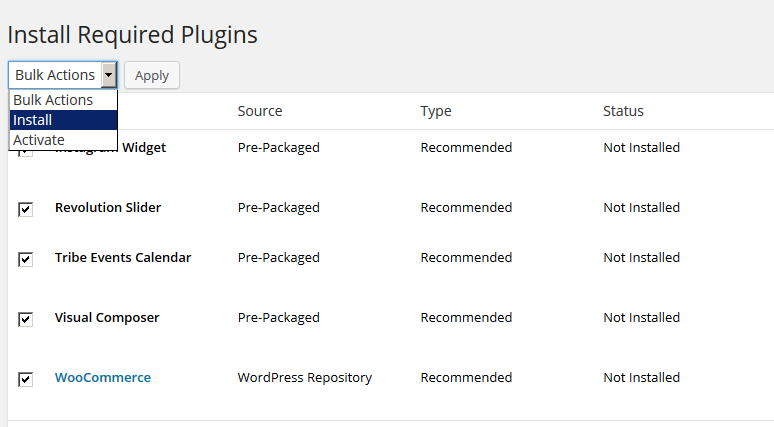 Install Required Plugins
Bulk Actions Apply
Bulk Actions
Install
Activate
Source Type Status
Widget Pre-Packaged Recommended Not Installed
Revolution Slider Pre-Packaged Recommended Not Installed
Tribe Events Calendar Pre-Packaged Recommended Not Installed
Visual Composer Pre-Packaged Recommended Not Installed
WooCommerce WordPress Repository Recommended Not Installed